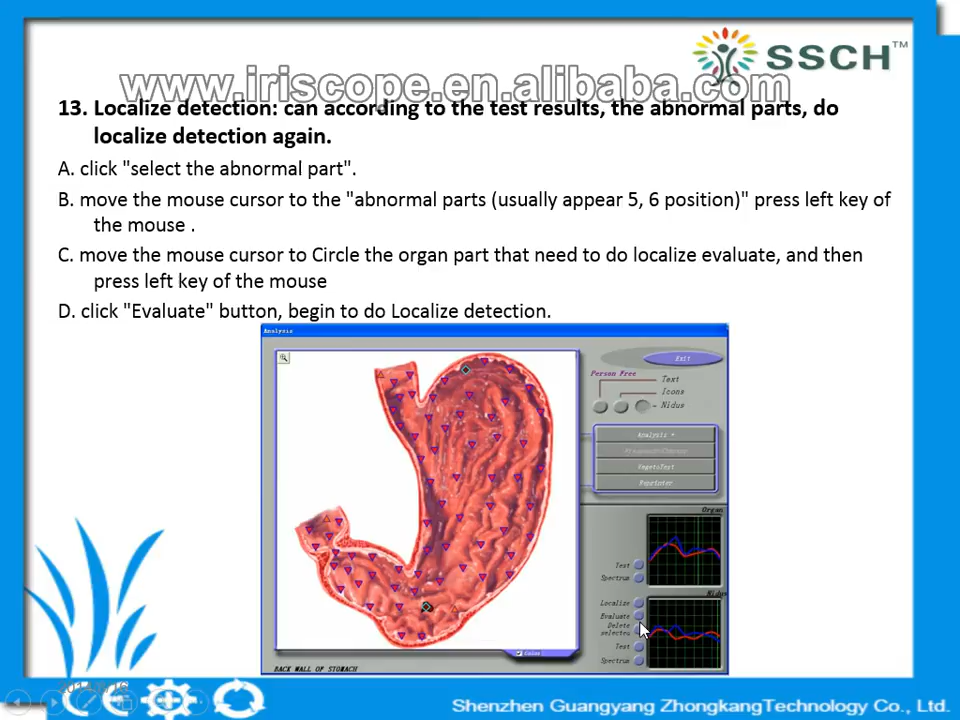 SSCH™
www.iriscope.en.alibaba.com
13. Localize detection: can according to the test results, the abnormal parts, do
localize detection again.
A. click "select the abnormal part".
B. move the mouse cursor to the "abnormal parts (usually appear 5, 6 position)" press left key of
the mouse .
C. move the mouse cursor to Circle the organ part that need to do localize evaluate, and then
press left key of the mouse
D. click "Evaluate" button, begin to do Localize detection.
Analysis
Exit
Person Free
Text
Icons
Nidus
Analysis
VegetoTest
Reprinter
Organ
Test
Spectrum
Nidus
Localize
Evaluate
Delete
selected
Test
Spectrum
Color
BACK WALL OF STOMACH
Shenzhen Guangyang ZhongkangTechnology Co., Ltd.